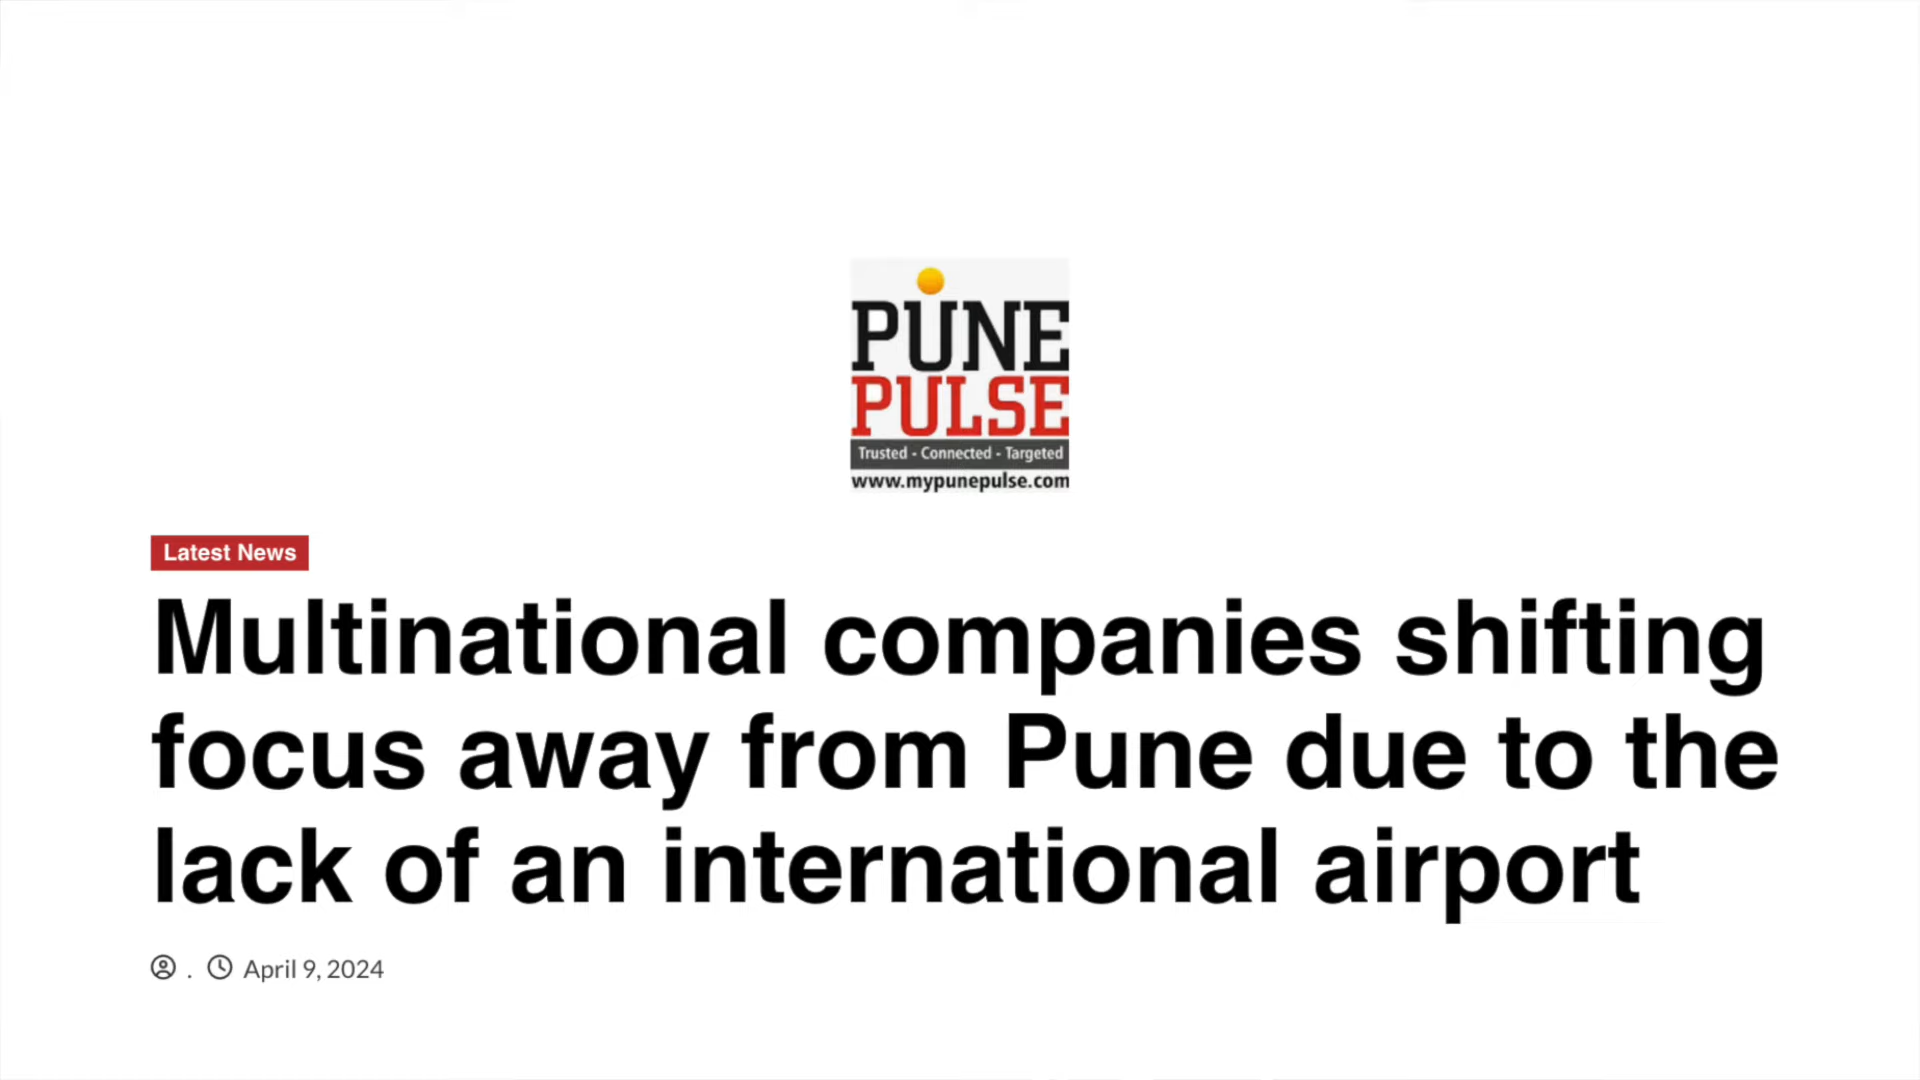 PUNE
PULSE
Trusted - Connected - Targeted
www.mypunepulse.com
Latest News
Multinational companies shifting
focus away from Pune due to the
lack of an international airport
. April 9, 2024